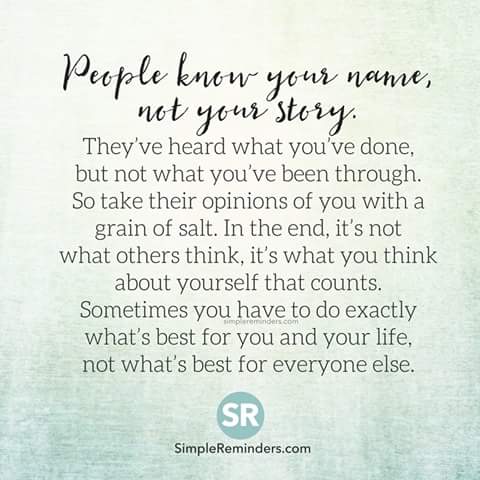 People know your name,
not your story.
They've heard what you've done,
but not what you've been through.
So take their opinions of you with a
grain of salt. In the end, it's not
what others think, it's what you think
about yourself that counts.
Sometimes you have to do exactly
simplereminders.com
what's best for you and your life,
not what's best for everyone else.
SR
SimpleReminders.com